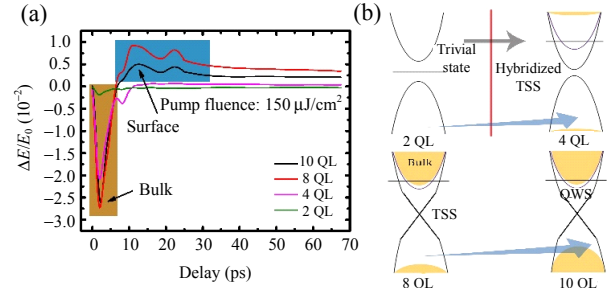 (a)
ΔE/E0 (10⁻²)
1.0
0.5
0.0
−0.5
−1.0
−1.5
−2.0
−2.5
−3.0
Pump fluence: 150 μJ/cm²
Surface
Bulk
10 QL
8 QL
4 QL
2 QL
0 10 20 30 40 50 60 70
Delay (ps)
(b)
Trivial
state
Hybridized
TSS
2 QL
4 QL
Bulk
QWS
TSS
8 QL
10 QL